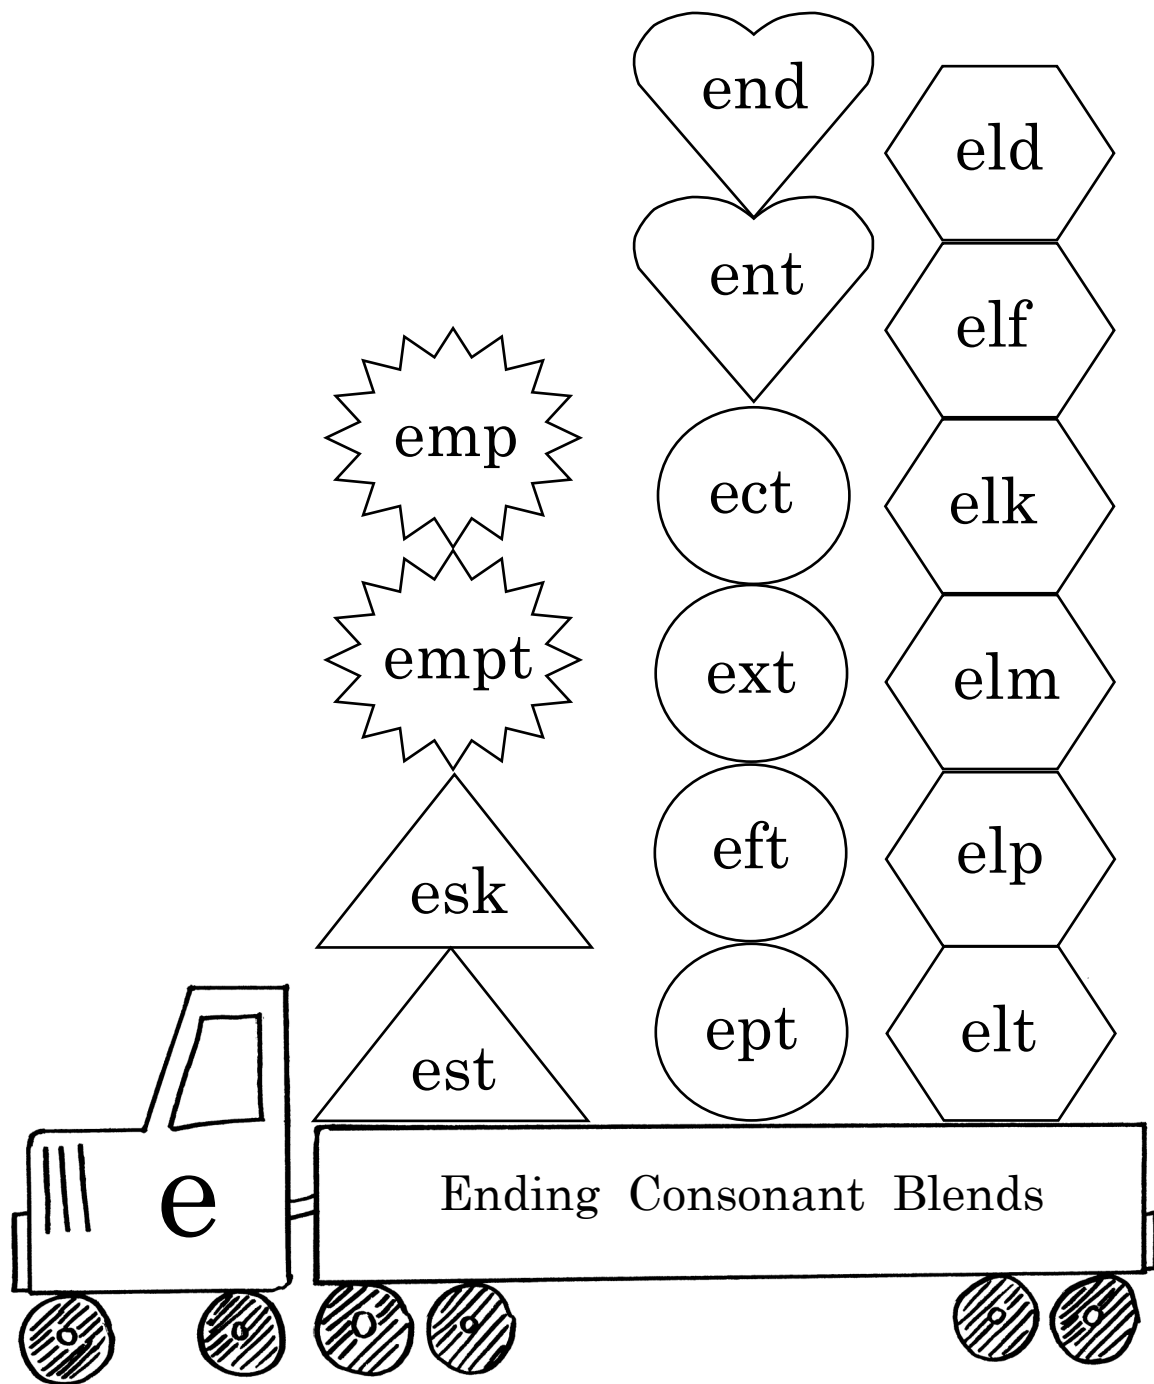 emp
empt
esk
est
end
ent
ect
ext
eft
ept
eld
elf
elk
elm
elp
elt
e
Ending Consonant Blends